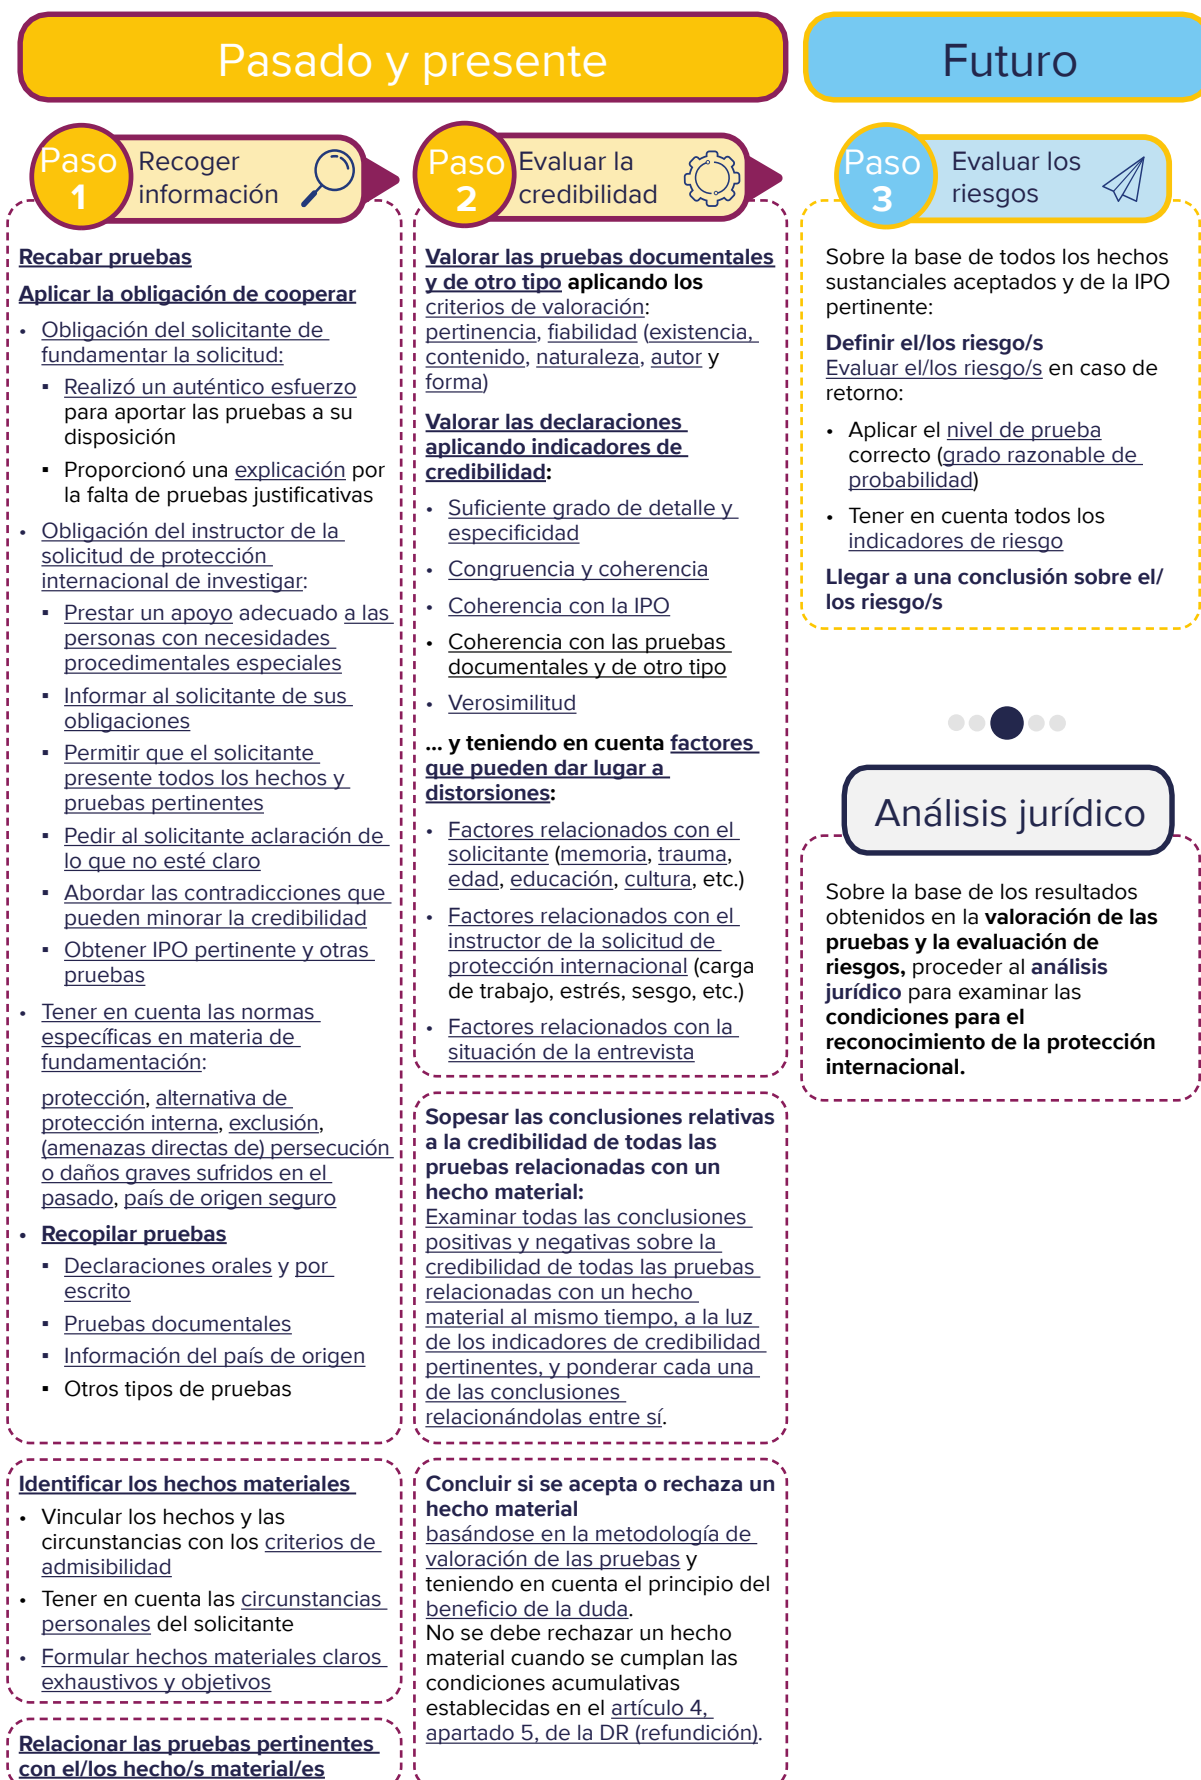 Pasado y presente
Futuro
Paso
1
Recoger
información
Paso
2
Evaluar la
credibilidad
Paso
3
Evaluar los
riesgos
Recabar pruebas
Aplicar la obligación de cooperar
• Obligación del solicitante de
fundamentar la solicitud:
▪ Realizó un auténtico esfuerzo
para aportar las pruebas a su
disposición
▪ Proporcionó una explicación por
la falta de pruebas justificativas
• Obligación del instructor de la
solicitud de protección
internacional de investigar:
▪ Prestar un apoyo adecuado a las
personas con necesidades
procedimentales especiales
▪ Informar al solicitante de sus
obligaciones
▪ Permitir que el solicitante
presente todos los hechos y
pruebas pertinentes
▪ Pedir al solicitante aclaración de
lo que no esté claro
▪ Abordar las contradicciones que
pueden minorar la credibilidad
▪ Obtener IPO pertinente y otras
pruebas
• Tener en cuenta las normas
específicas en materia de
fundamentación:
protección, alternativa de
protección interna, exclusión,
(amenazas directas de) persecución
o daños graves sufridos en el
pasado, país de origen seguro
• Recopilar pruebas
▪ Declaraciones orales y por
escrito
▪ Pruebas documentales
▪ Información del país de origen
▪ Otros tipos de pruebas
Identificar los hechos materiales
• Vincular los hechos y las
circunstancias con los criterios de
admisibilidad
• Tener en cuenta las circunstancias
personales del solicitante
• Formular hechos materiales claros
exhaustivos y objetivos
Relacionar las pruebas pertinentes
con el/los hecho/s material/es
Valorar las pruebas documentales
y de otro tipo aplicando los
criterios de valoración:
pertinencia, fiabilidad (existencia,
contenido, naturaleza, autor y
forma)
Valorar las declaraciones
aplicando indicadores de
credibilidad:
• Suficiente grado de detalle y
especificidad
• Congruencia y coherencia
• Coherencia con la IPO
• Coherencia con las pruebas
documentales y de otro tipo
• Verosimilitud
... y teniendo en cuenta factores
que pueden dar lugar a
distorsiones:
• Factores relacionados con el
solicitante (memoria, trauma,
edad, educación, cultura, etc.)
• Factores relacionados con el
instructor de la solicitud de
protección internacional (carga
de trabajo, estrés, sesgo, etc.)
• Factores relacionados con la
situación de la entrevista
Sopesar las conclusiones relativas
a la credibilidad de todas las
pruebas relacionadas con un
hecho material:
Examinar todas las conclusiones
positivas y negativas sobre la
credibilidad de todas las pruebas
relacionadas con un hecho
material al mismo tiempo, a la luz
de los indicadores de credibilidad
pertinentes, y ponderar cada una
de las conclusiones
relacionándolas entre sí.
Concluir si se acepta o rechaza un
hecho material
basándose en la metodología de
valoración de las pruebas y
teniendo en cuenta el principio del
beneficio de la duda.
No se debe rechazar un hecho
material cuando se cumplan las
condiciones acumulativas
establecidas en el artículo 4,
apartado 5, de la DR (refundición).
Sobre la base de todos los hechos
sustanciales aceptados y de la IPO
pertinente:
Definir el/los riesgo/s
Evaluar el/los riesgo/s en caso de
retorno:
• Aplicar el nivel de prueba
correcto (grado razonable de
probabilidad)
• Tener en cuenta todos los
indicadores de riesgo
Llegar a una conclusión sobre el/
los riesgo/s
Análisis jurídico
Sobre la base de los resultados
obtenidos en la valoración de las
pruebas y la evaluación de
riesgos, proceder al análisis
jurídico para examinar las
condiciones para el
reconocimiento de la protección
internacional.